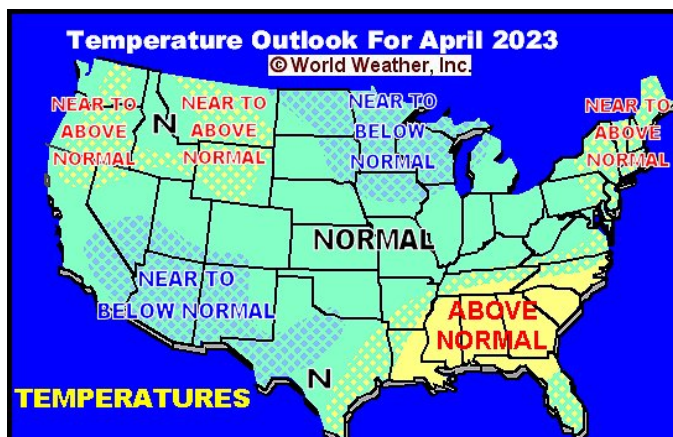 Temperature Outlook For April 2023
© World Weather, Inc.
NEAR TO
ABOVE
NORMAL
N
NEAR TO
ABOVE
NORMAL
NEAR TO
BELOW
NORMAL
NEAR TO
ABOVE
NORMAL
NORMAL
NEAR TO
BELOW NORMAL
ABOVE
NORMAL
N
TEMPERATURES